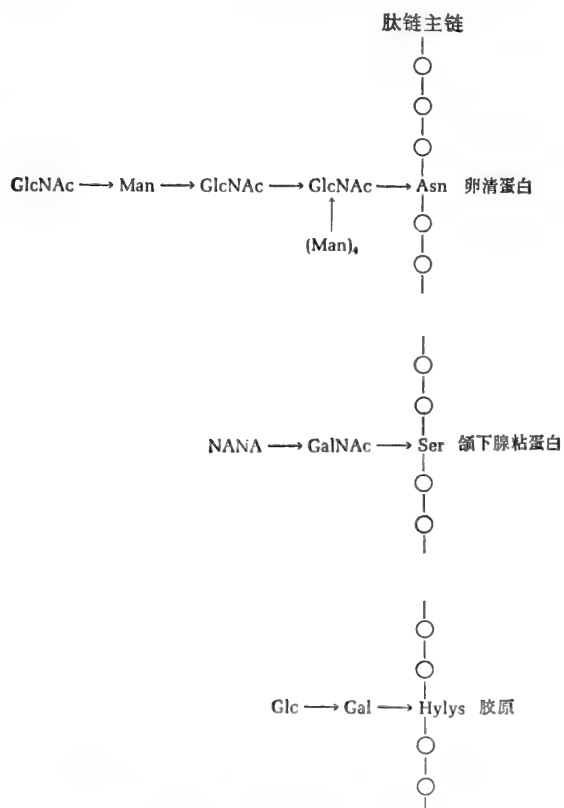 肽链主链
GlcNAc → Man → GlcNAc → GlcNAc → Asn 卵清蛋白
↑
(Man)₄
NANA → GalNAc → Ser 颌下腺粘蛋白
Glc → Gal → Hylys 胶原